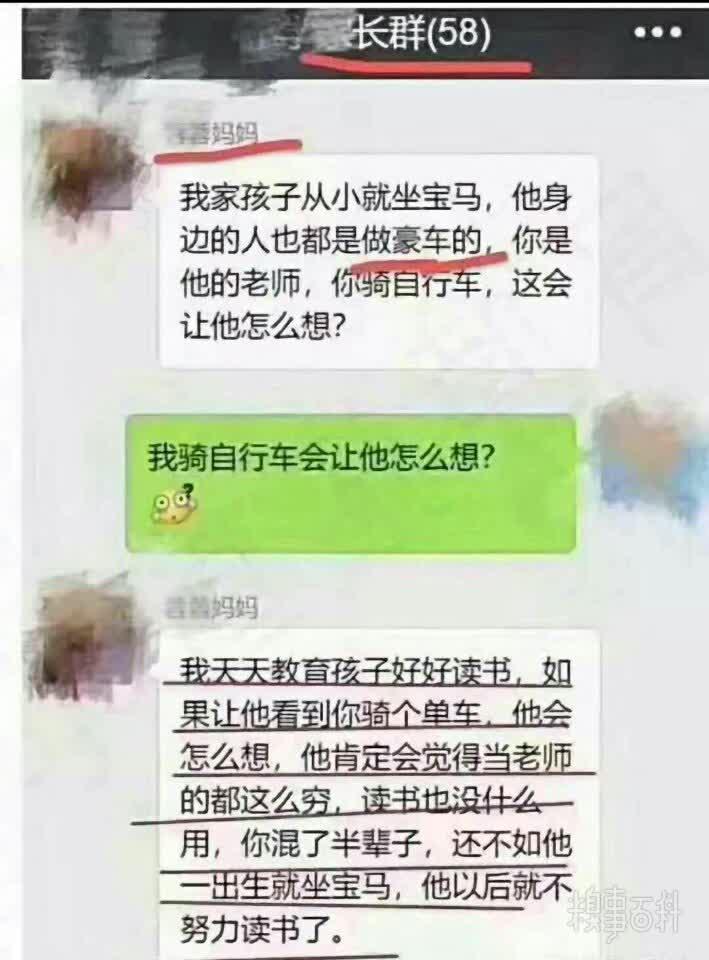 长群(58)
妈妈
我家孩子从小就坐宝马，他身
边的人也都是做豪车的，你是
他的老师，你骑自行车，这会
让他怎么想？
我骑自行车会让他怎么想？
妈妈
我天天教育孩子好好读书，如
果让他看到你骑个单车，他会
怎么想，他肯定会觉得当老师
的都这么穷，读书也没什么
用，你混了半辈子，还不如他
一出生就坐宝马，他以后就不
努力读书了。
糗事百科